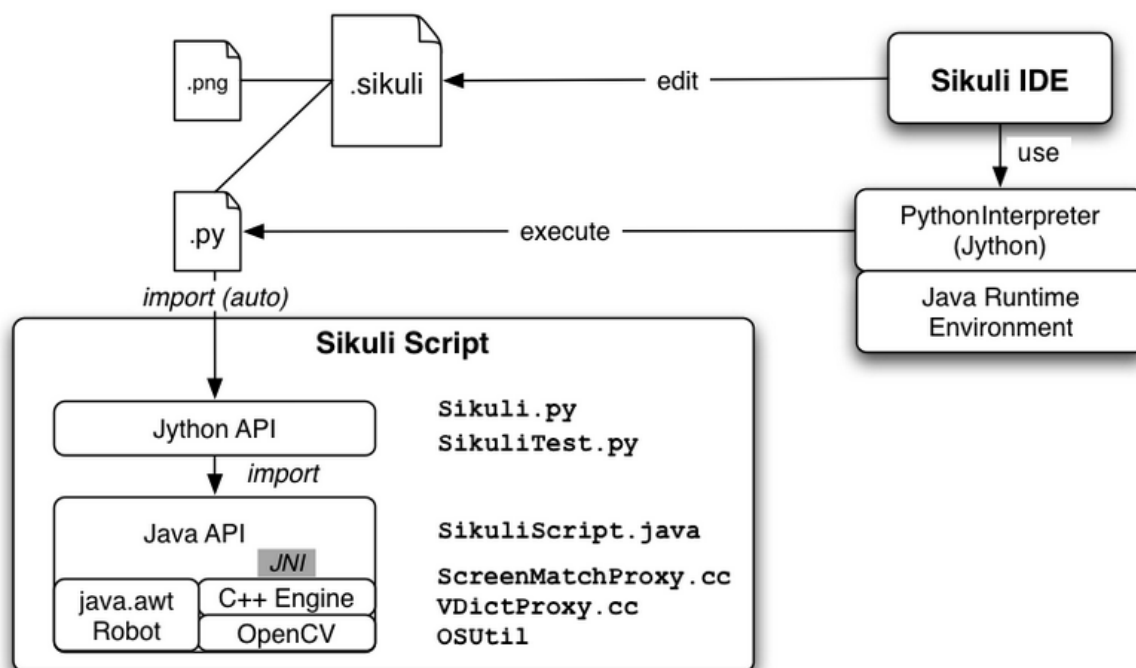 .png
.sikuli
edit
Sikuli IDE
use
.py
execute
PythonInterpreter
(Jython)
import (auto)
Java Runtime
Environment
Sikuli Script
Jython API
Sikuli.py
SikuliTest.py
import
Java API
SikuliScript.java
JNI
java.awt
Robot
C++ Engine
OpenCV
ScreenMatchProxy.cc
VDictProxy.cc
OSUtil